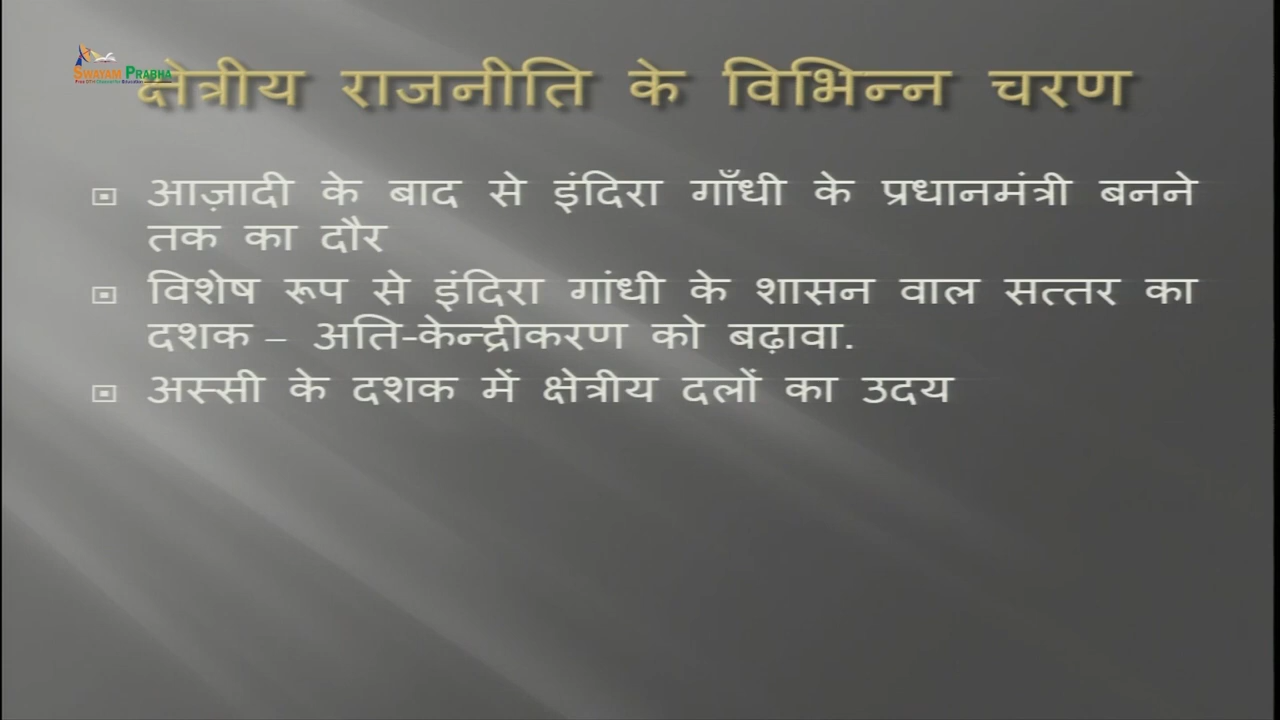 SWAYAM PRABHA
क्षेत्रीय राजनीति के विभिन्न चरण
आज़ादी के बाद से इंदिरा गाँधी के प्रधानमंत्री बनने
तक का दौर
विशेष रूप से इंदिरा गांधी के शासन वाल सत्तर का
दशक – अति-केन्द्रीकरण को बढ़ावा.
अस्सी के दशक में क्षेत्रीय दलों का उदय